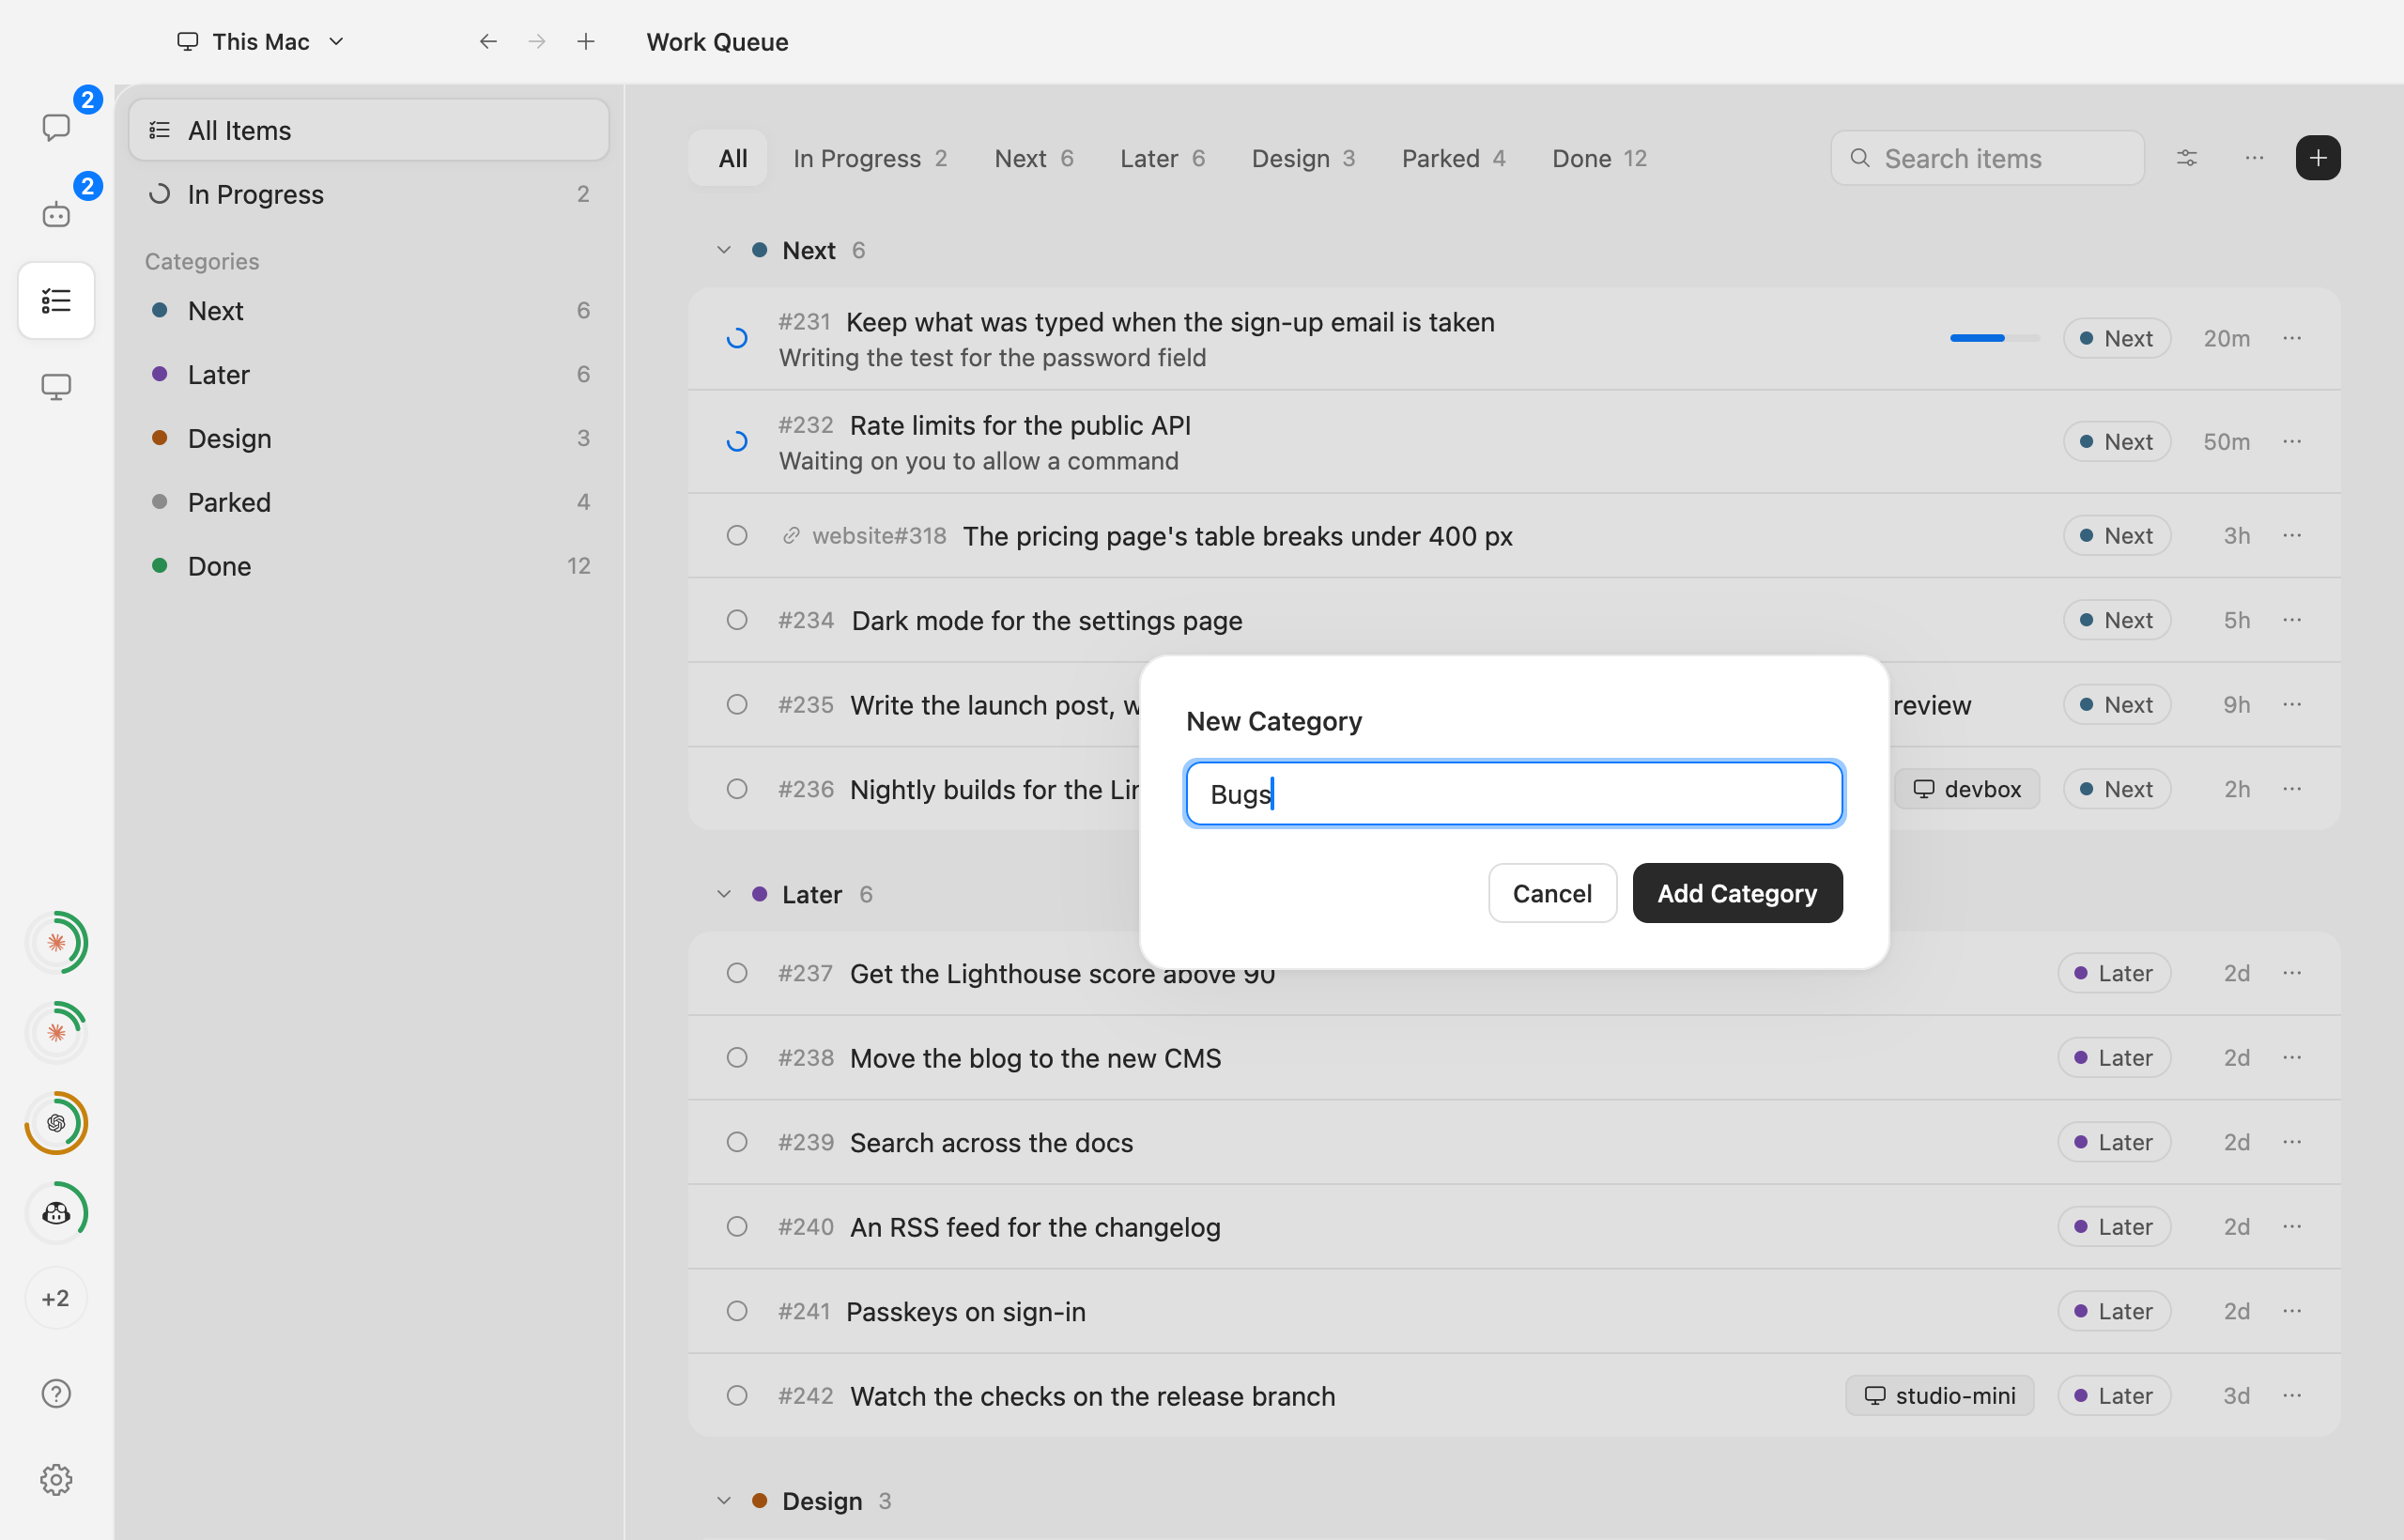 This Mac
Work Queue
2
2
All Items
In Progress 2
Categories
Next 6
Later 6
Design 3
Parked 4
Done 12
+2
All In Progress 2 Next 6 Later 6 Design 3 Parked 4 Done 12
Search items
Next 6
#231 Keep what was typed when the sign-up email is taken
Writing the test for the password field
Next 20m
#232 Rate limits for the public API
Waiting on you to allow a command
Next 50m
website#318 The pricing page's table breaks under 400 px Next 3h
#234 Dark mode for the settings page Next 5h
#235 Write the launch post, review Next 9h
#236 Nightly builds for the devbox Next 2h
New Category
Bugs
Cancel Add Category
Later 6
#237 Get the Lighthouse score above 90 Later 2d
#238 Move the blog to the new CMS Later 2d
#239 Search across the docs Later 2d
#240 An RSS feed for the changelog Later 2d
#241 Passkeys on sign-in Later 2d
#242 Watch the checks on the release branch studio-mini Later 3d
Design 3